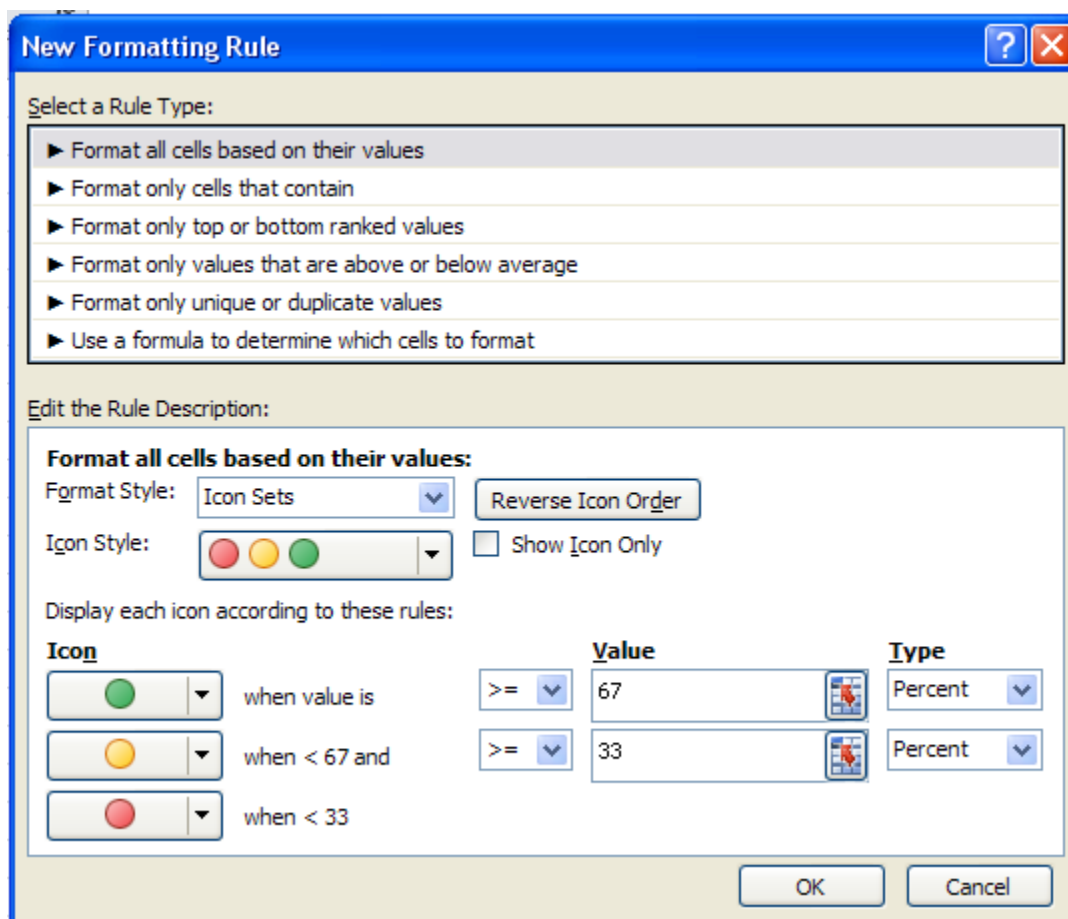 New Formatting Rule
Select a Rule Type:
► Format all cells based on their values
► Format only cells that contain
► Format only top or bottom ranked values
► Format only values that are above or below average
► Format only unique or duplicate values
► Use a formula to determine which cells to format
Edit the Rule Description:
Format all cells based on their values:
Format Style: Icon Sets Reverse Icon Order
Icon Style: Show Icon Only
Display each icon according to these rules:
Icon Value Type
when value is >= 67 Percent
when < 67 and >= 33 Percent
when < 33
OK Cancel